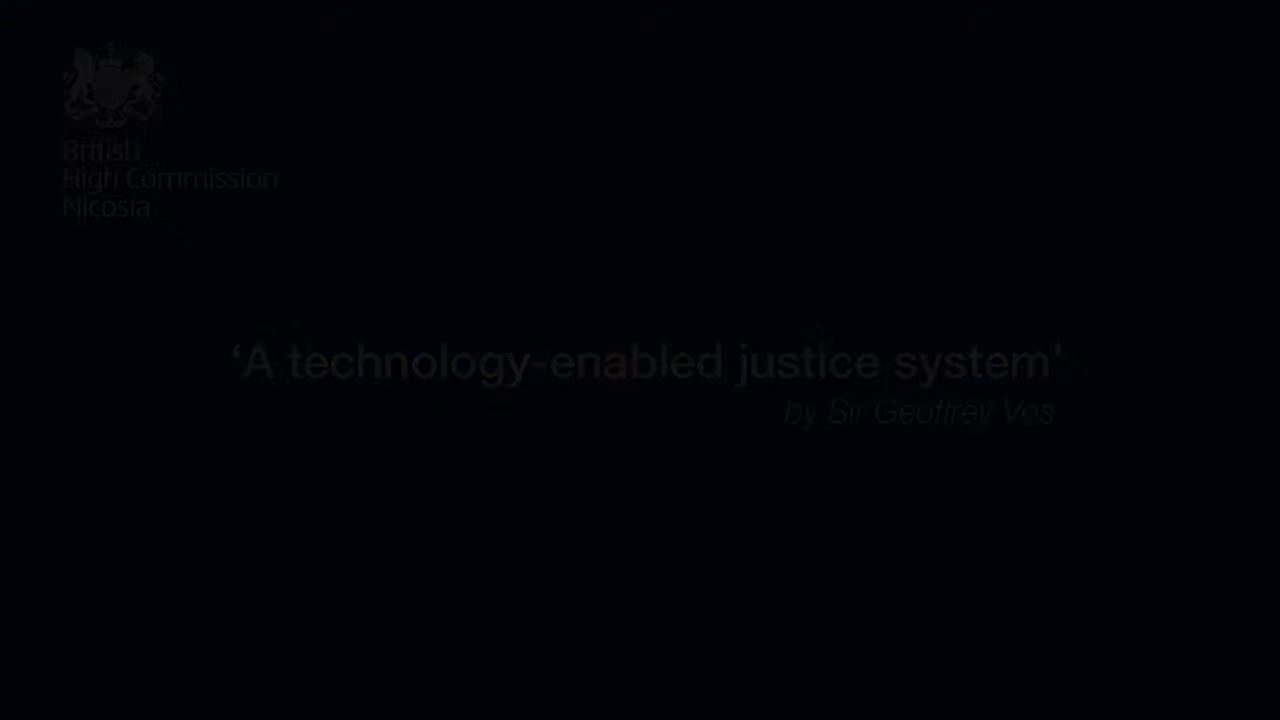 British
High Commission
Nicosia
‘A technology-enabled justice system’
by Sir Geoffrey Vos